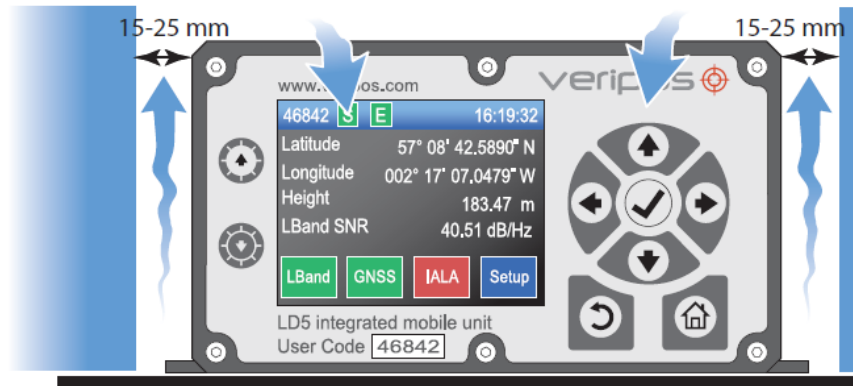 15-25 mm
15-25 mm
www.
os.com
46842 S E 16:19:32
Latitude 57° 08' 42.5890" N
Longitude 002° 17' 07.0479" W
Height 183.47 m
LBand SNR 40.51 dB/Hz
LBand GNSS IALA Setup
LD5 integrated mobile unit
User Code 46842